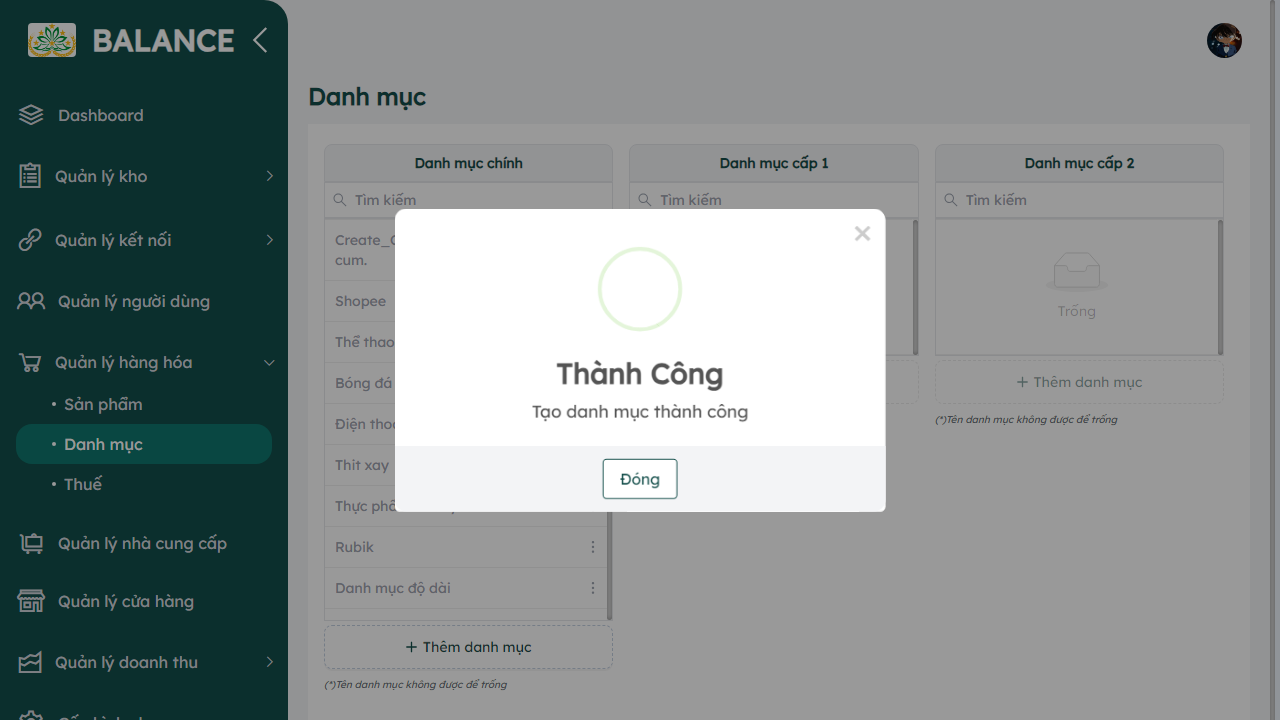 BALANCE
Dashboard
Quản lý kho
Quản lý kết nối
Quản lý người dùng
Quản lý hàng hóa
• Sản phẩm
• Danh mục
• Thuế
Quản lý nhà cung cấp
Quản lý cửa hàng
Quản lý doanh thu
Danh mục
Danh mục chính
Tìm kiếm
cum.
Shopee
Thể thao
Bóng đá
Điện
Thịt xay
Thực
Rubik
Danh mục độ dài
+ Thêm danh mục
(*)Tên danh mục không được để trống
Danh mục cấp 1
Tìm kiếm
Danh mục cấp 2
Tìm kiếm
Trống
+ Thêm danh mục
(*)Tên danh mục không được để trống
×
Thành Công
Tạo danh mục thành công
Đóng